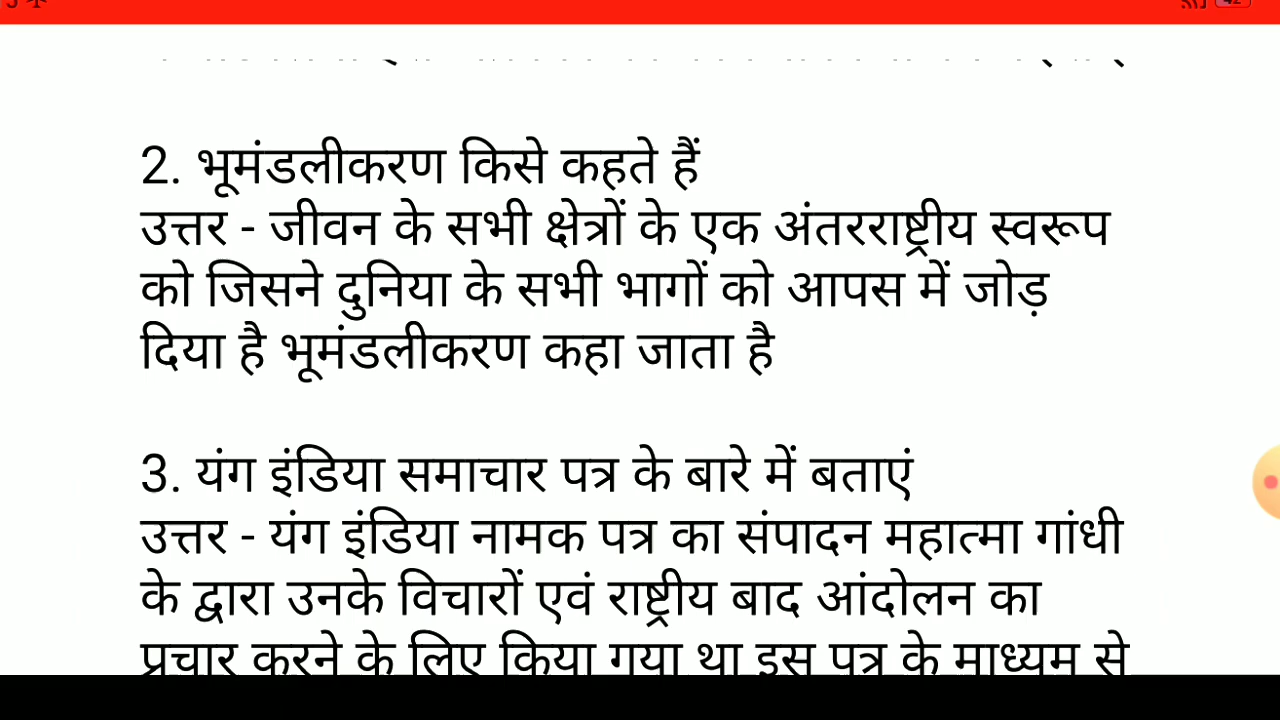 2. भूमंडलीकरण किसे कहते हैं
उत्तर - जीवन के सभी क्षेत्रों के एक अंतरराष्ट्रीय स्वरूप
को जिसने दुनिया के सभी भागों को आपस में जोड़
दिया है भूमंडलीकरण कहा जाता है
3. यंग इंडिया समाचार पत्र के बारे में बताएं
उत्तर - यंग इंडिया नामक पत्र का संपादन महात्मा गांधी
के द्वारा उनके विचारों एवं राष्ट्रीय बाद आंदोलन का
प्रचार करने के लिए किया गया था इस पत्र के माध्यम से